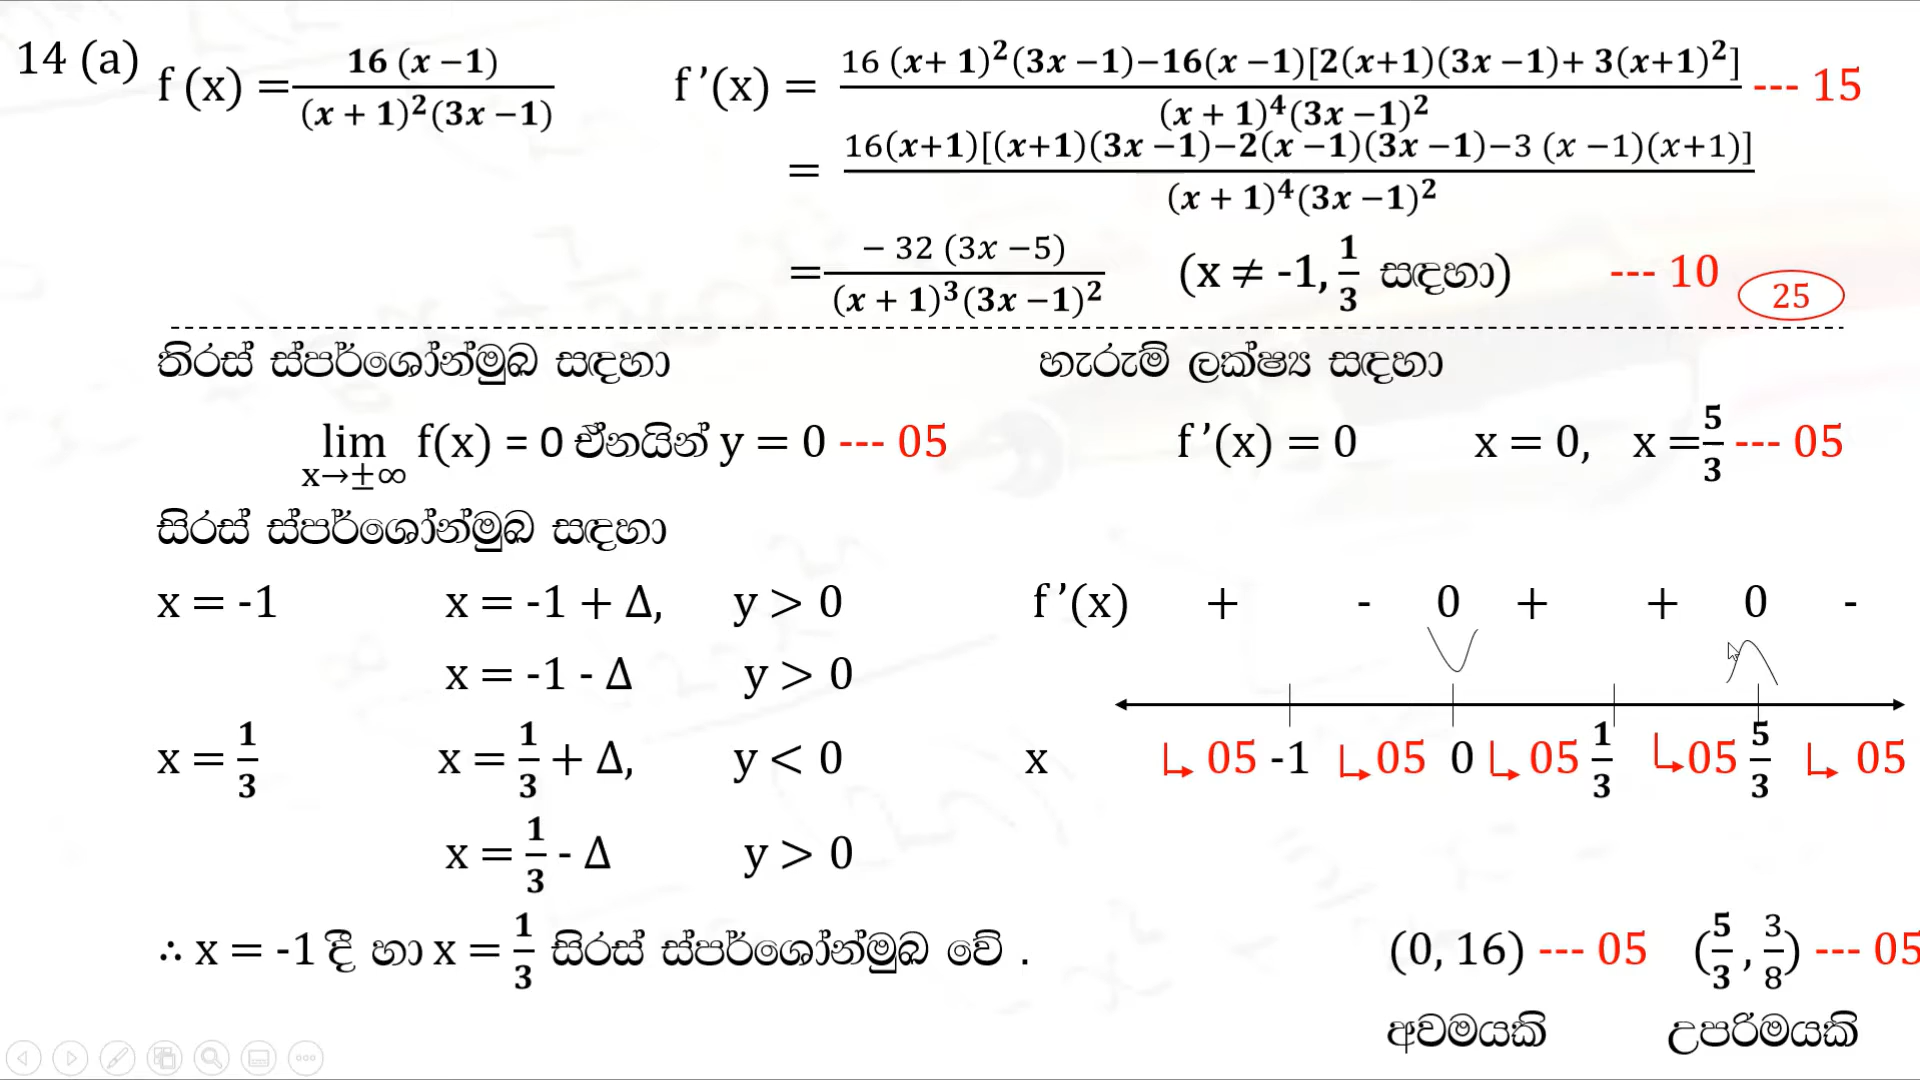 14 (a) f (x) = 16 (x −1) / (x + 1)²(3x −1)
f ’(x) = 16 (x+ 1)²(3x −1)−16(x −1)[2(x+1)(3x −1)+ 3(x+1)²] / (x + 1)⁴(3x −1)² --- 15
= 16(x+1)[(x+1)(3x −1)−2(x −1)(3x −1)−3 (x −1)(x+1)] / (x + 1)⁴(3x −1)²
= − 32 (3x −5) / (x + 1)³(3x −1)² (x ≠ -1, 1/3 සඳහා) --- 10
25
තිරස් ස්පර්ශෝන්මුඛ සඳහා
lim x→±∞ f(x) = 0 ඒනයින් y = 0 --- 05
සිරස් ස්පර්ශෝන්මුඛ සඳහා
x = -1 x = -1 + Δ, y > 0
x = -1 - Δ y > 0
x = 1/3 x = 1/3 + Δ, y < 0
x = 1/3 - Δ y > 0
∴ x = -1 දී හා x = 1/3 සිරස් ස්පර්ශෝන්මුඛ වේ .
හැරුම් ලක්ෂ්‍ය සඳහා
f ’(x) = 0 x = 0, x = 5/3 --- 05
f ’(x) + - 0 + + 0 -
x 05 -1 05 0 05 1/3 05 5/3 05
(0, 16) --- 05 (5/3 , 3/8) --- 05
අවමයකි උපරිමයකි